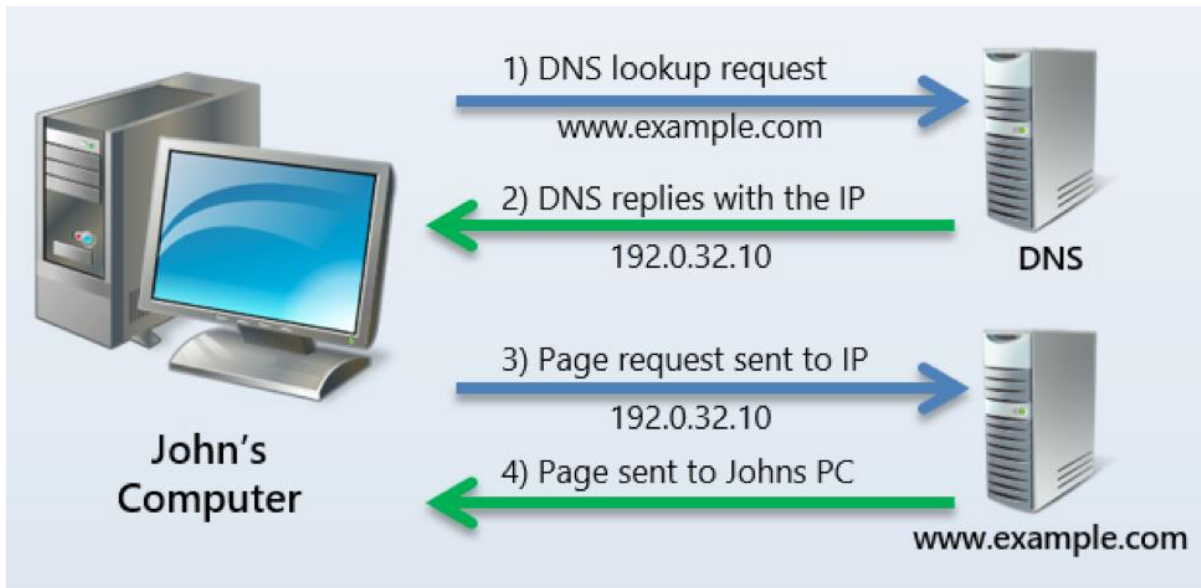 1) DNS lookup request
www.example.com
2) DNS replies with the IP
192.0.32.10
DNS
3) Page request sent to IP
192.0.32.10
4) Page sent to Johns PC
John's
Computer
www.example.com